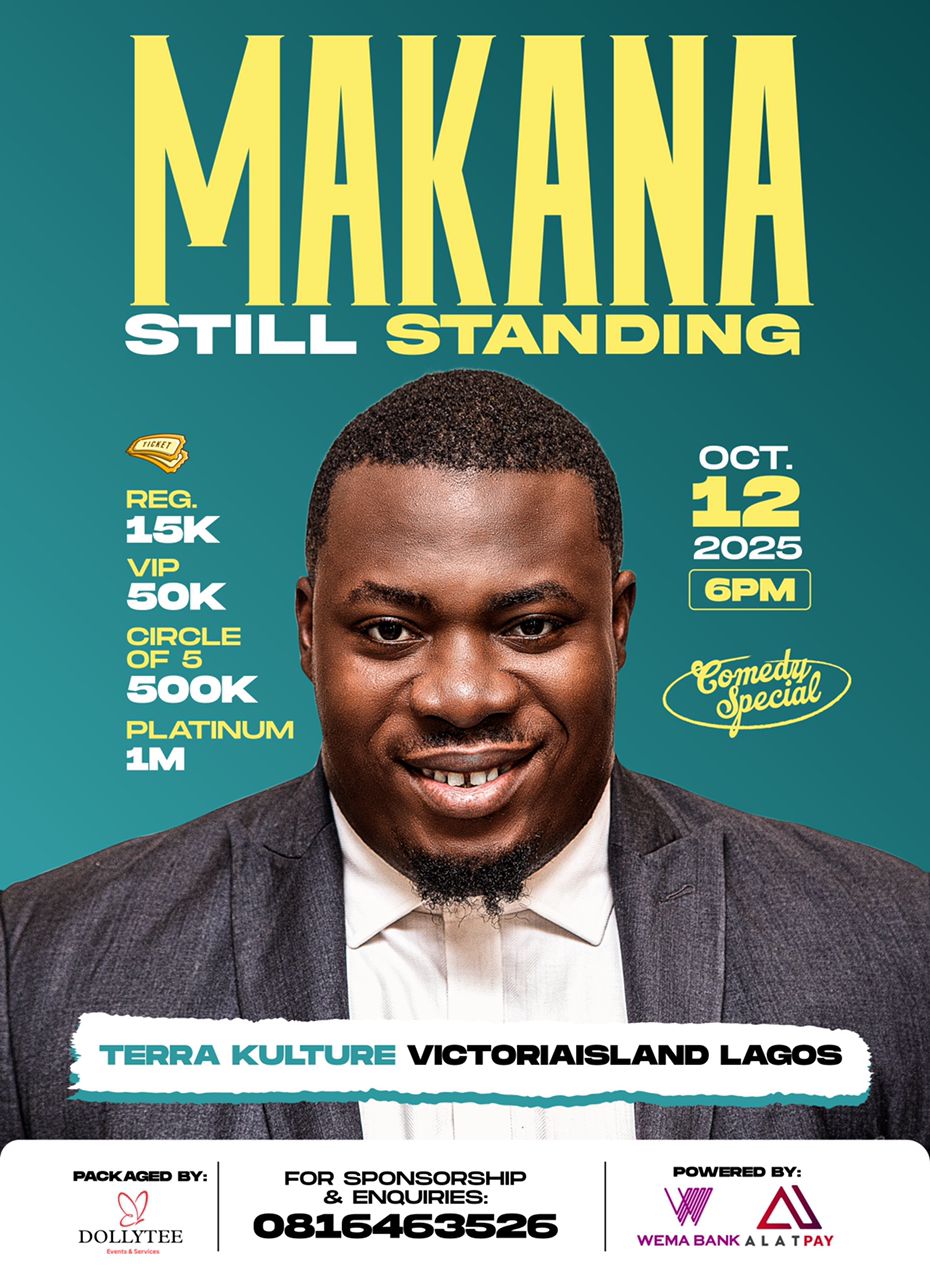 MAKANA
STILL STANDING
TICKET
REG.
15K
VIP
50K
CIRCLE
OF 5
500K
PLATINUM
1M
OCT.
12
2025
6PM
Comedy
Special
TERRA KULTURE VICTORIAISLAND LAGOS
PACKAGED BY:
DOLLYTEE
Events & Services
FOR SPONSORSHIP
& ENQUIRIES:
0816463526
POWERED BY:
WEMA BANK ALATPAY